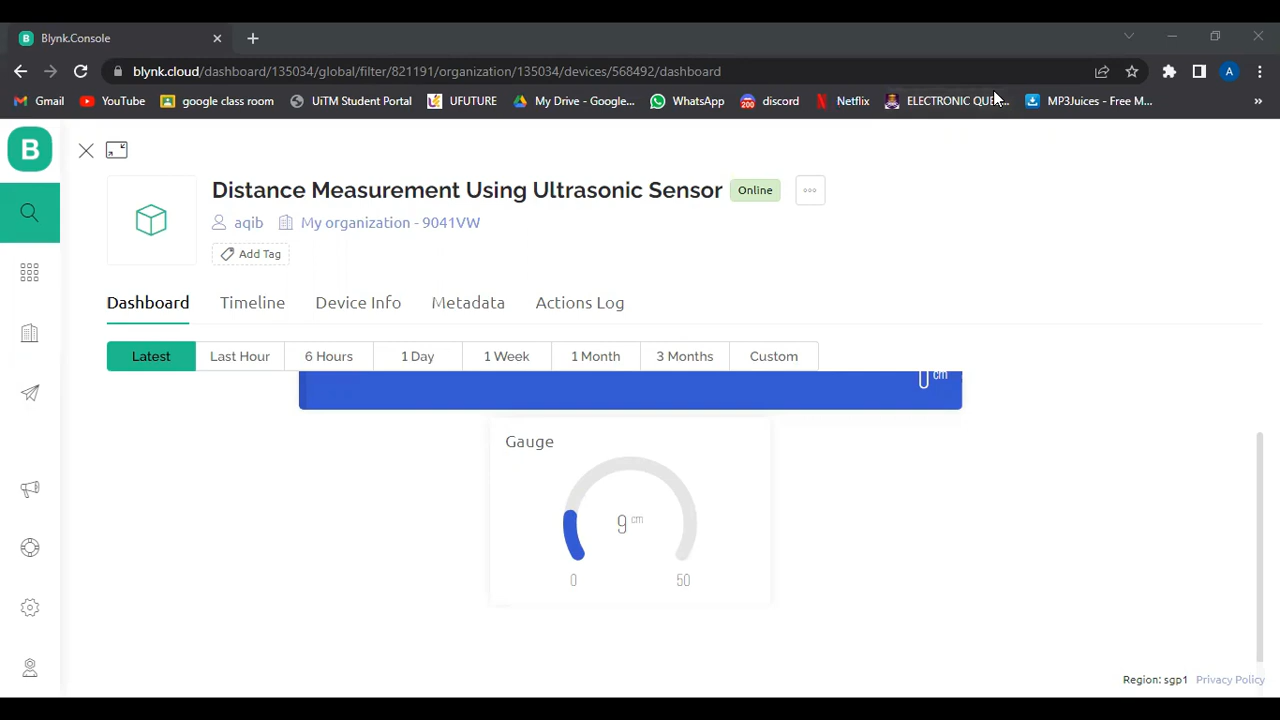 Blynk.Console
blynk.cloud/dashboard/135034/global/filter/821191/organization/135034/devices/568492/dashboard
A
Gmail YouTube google class room UiTM Student Portal UFUTURE My Drive - Google... WhatsApp 200 discord Netflix ELECTRONIC QUE... MP3Juices - Free M... »
B
Distance Measurement Using Ultrasonic Sensor Online
aqib My organization - 9041VW
Add Tag
Dashboard Timeline Device Info Metadata Actions Log
Latest Last Hour 6 Hours 1 Day 1 Week 1 Month 3 Months Custom
cm
Gauge
9 cm
0 50
Region: sgp1 Privacy Policy